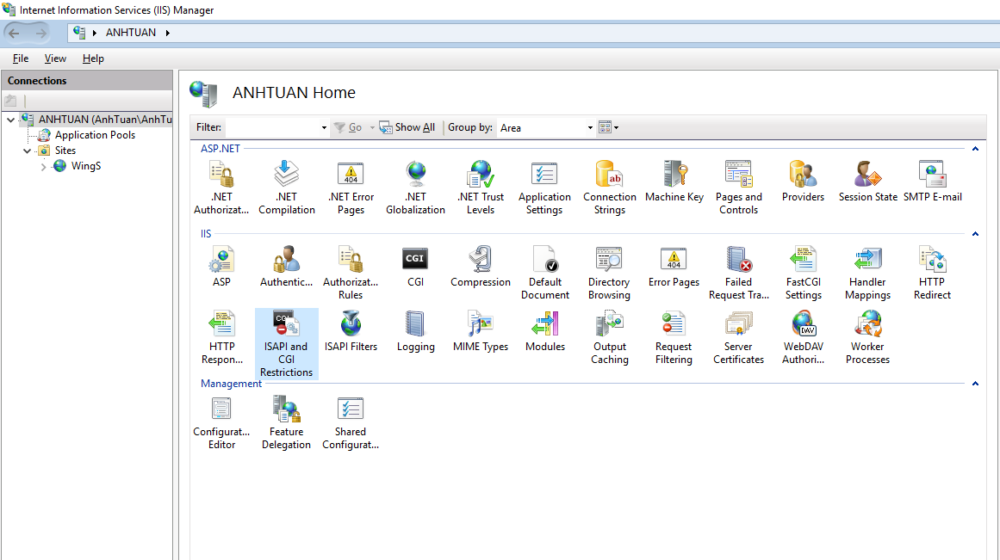 Internet Information Services (IIS) Manager
ANHTUAN
File View Help
Connections
ANHTUAN (AnhTuan\AnhTu
Application Pools
Sites
WingS
ANHTUAN Home
Filter: Go Show All Group by: Area
ASP.NET
.NET Authorizat...
.NET Compilation
.NET Error Pages
.NET Globalization
.NET Trust Levels
Application Settings
Connection Strings
Machine Key
Pages and Controls
Providers
Session State
SMTP E-mail
IIS
ASP
Authentic...
Authorizat... Rules
CGI
Compression
Default Document
Directory Browsing
Error Pages
Failed Request Tra...
FastCGI Settings
Handler Mappings
HTTP Redirect
HTTP Respon...
ISAPI and CGI Restrictions
ISAPI Filters
Logging
MIME Types
Modules
Output Caching
Request Filtering
Server Certificates
WebDAV Authori...
Worker Processes
Management
Configurat... Editor
Feature Delegation
Shared Configurat...